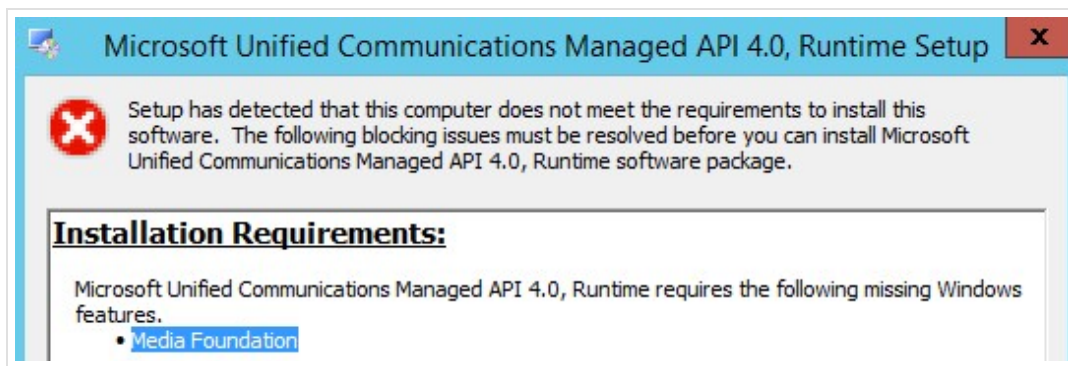 Microsoft Unified Communications Managed API 4.0, Runtime Setup
x
Setup has detected that this computer does not meet the requirements to install this
software. The following blocking issues must be resolved before you can install Microsoft
Unified Communications Managed API 4.0, Runtime software package.
Installation Requirements:
Microsoft Unified Communications Managed API 4.0, Runtime requires the following missing Windows
features.
• Media Foundation